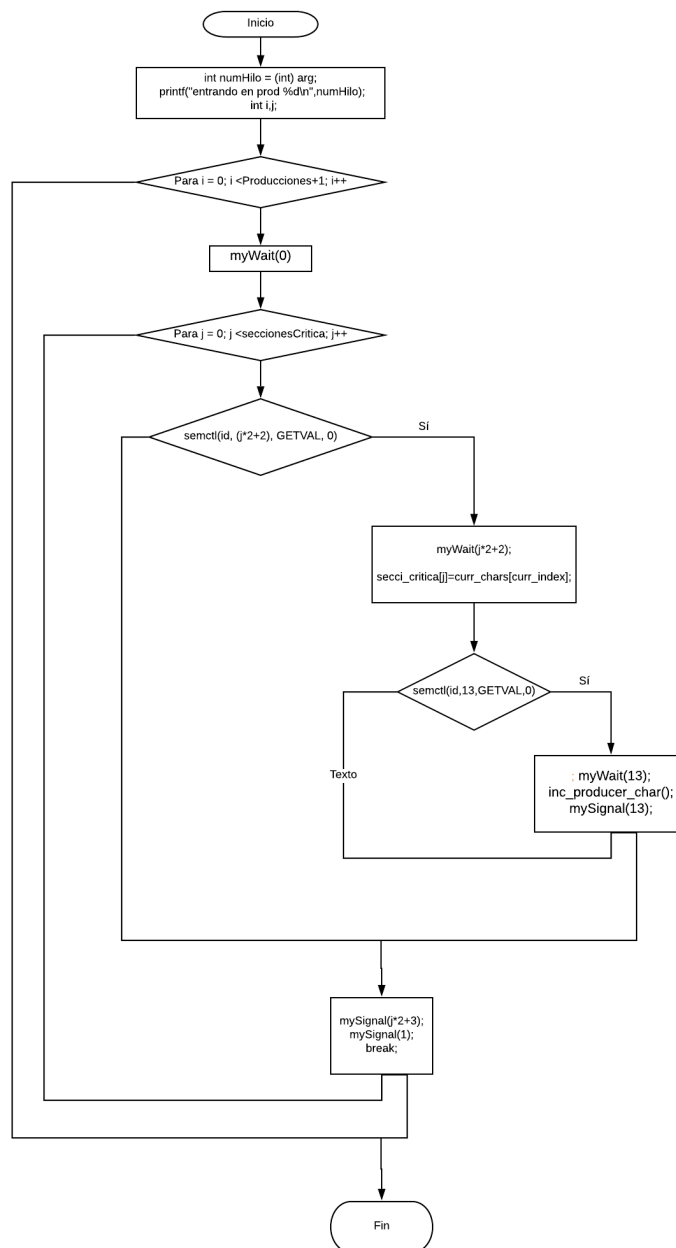 Inicio
int numHilo = (int) arg;
printf("entrando en prod %d\n",numHilo);
int i,j;
Para i = 0; i <Producciones+1; i++
myWait(0)
Para j = 0; j <seccionesCritica; j++
semctl(id, (j*2+2), GETVAL, 0)
Sí
myWait(j*2+2);
secci_critica[j]=curr_chars[curr_index];
semctl(id,13,GETVAL,0)
Sí
Texto
; myWait(13);
inc_producer_char();
mySignal(13);
mySignal(j*2+3);
mySignal(1);
break;
Fin